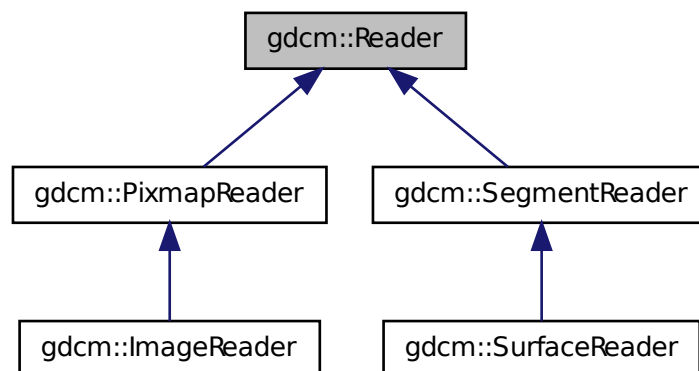 gdcm::Reader
gdcm::PixmapReader
gdcm::SegmentReader
gdcm::ImageReader
gdcm::SurfaceReader